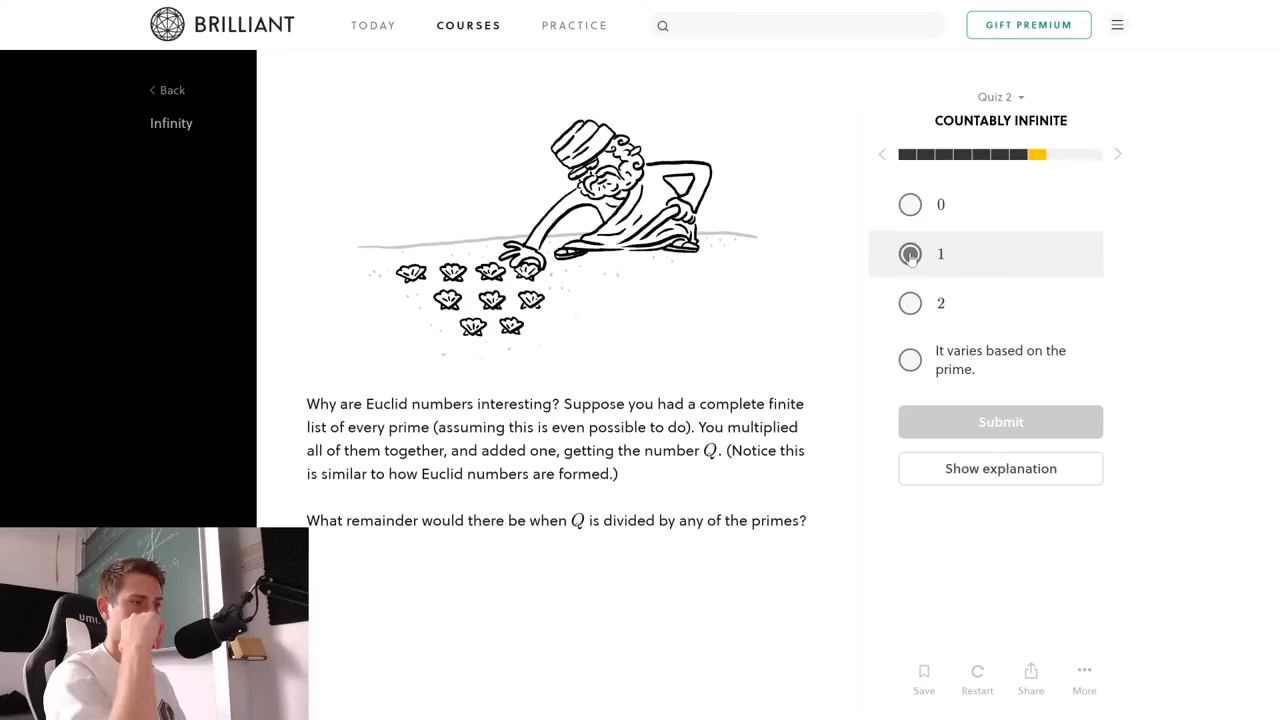 BRILLIANT
TODAY
COURSES
PRACTICE
GIFT PREMIUM
Back
Infinity
Quiz 2
COUNTABLY INFINITE
0
1
2
It varies based on the
prime.
Submit
Show explanation
Why are Euclid numbers interesting? Suppose you had a complete finite
list of every prime (assuming this is even possible to do). You multiplied
all of them together, and added one, getting the number Q. (Notice this
is similar to how Euclid numbers are formed.)
What remainder would there be when Q is divided by any of the primes?
umi.
Save
Restart
Share
More